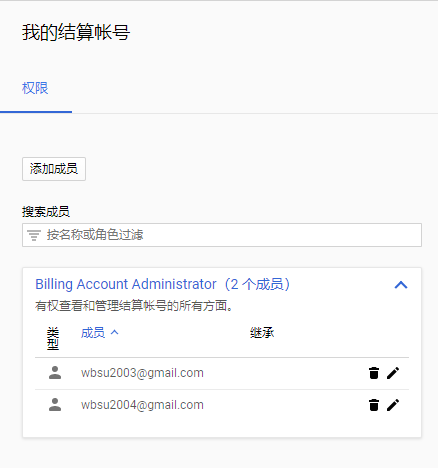 我的结算帐号
权限
添加成员
搜索成员
按名称或角色过滤
Billing Account Administrator（2 个成员）
有权查看和管理结算帐号的所有方面。
类型 成员 继承
wbsu2003@gmail.com
wbsu2004@gmail.com